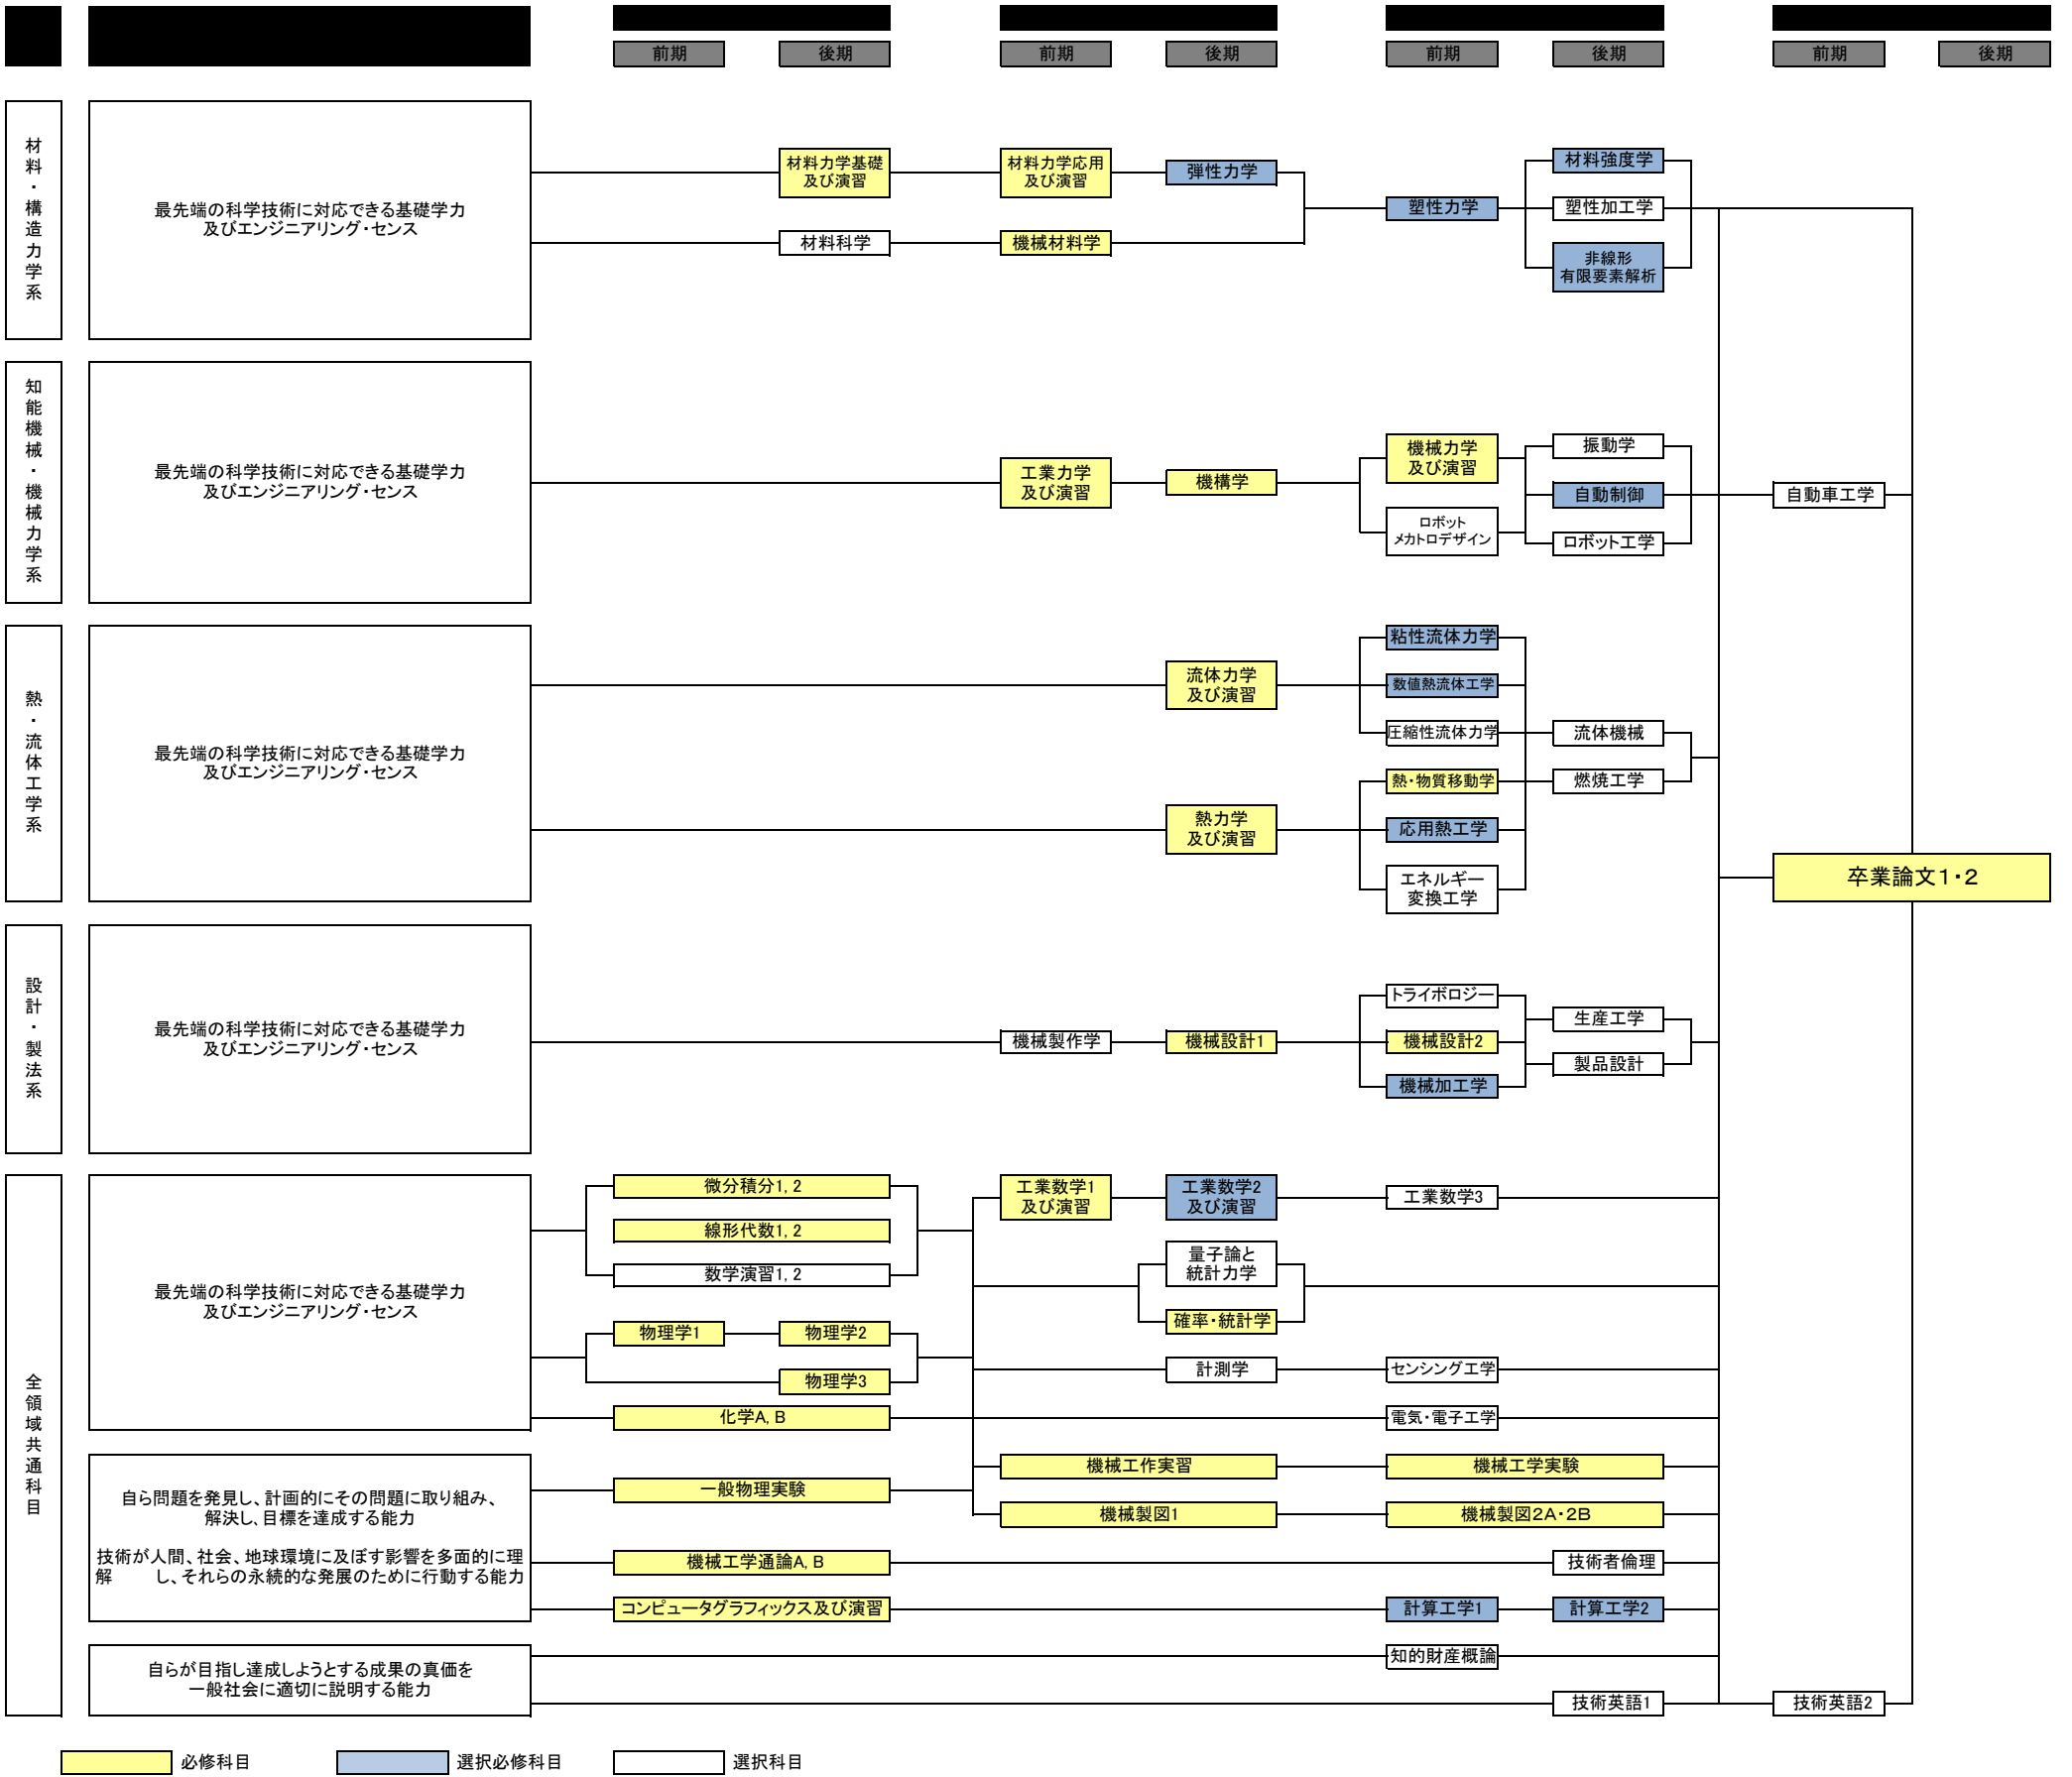 前期
後期
前期
後期
前期
後期
前期
後期
材料・構造力学系
最先端の科学技術に対応できる基礎学力
及びエンジニアリング・センス
材料力学基礎
及び演習
材料力学応用
及び演習
弾性力学
材料科学
機械材料学
塑性力学
材料強度学
塑性加工学
非線形
有限要素解析
知能機械・機械力学系
最先端の科学技術に対応できる基礎学力
及びエンジニアリング・センス
工業力学
及び演習
機構学
機械力学
及び演習
ロボット
メカトロデザイン
振動学
自動制御
ロボット工学
自動車工学
熱・流体工学系
最先端の科学技術に対応できる基礎学力
及びエンジニアリング・センス
流体力学
及び演習
熱力学
及び演習
粘性流体力学
数値熱流体工学
圧縮性流体力学
熱・物質移動学
応用熱工学
エネルギー
変換工学
流体機械
燃焼工学
卒業論文1・2
設計・製法系
最先端の科学技術に対応できる基礎学力
及びエンジニアリング・センス
機械製作学
機械設計1
トライボロジー
機械設計2
機械加工学
生産工学
製品設計
全領域共通科目
最先端の科学技術に対応できる基礎学力
及びエンジニアリング・センス
微分積分1, 2
線形代数1, 2
数学演習1, 2
物理学1
物理学2
物理学3
化学A, B
工業数学1
及び演習
工業数学2
及び演習
工業数学3
量子論と
統計力学
確率・統計学
計測学
センシング工学
電気・電子工学
自ら問題を発見し、計画的にその問題に取り組み、
解決し、目標を達成する能力
技術が人間、社会、地球環境に及ぼす影響を多面的に理
解　　し、それらの永続的な発展のために行動する能力
一般物理実験
機械工作実習
機械工学実験
機械製図1
機械製図2A・2B
機械工学通論A, B
技術者倫理
コンピュータグラフィックス及び演習
計算工学1
計算工学2
自らが目指し達成しようとする成果の真価を
一般社会に適切に説明する能力
知的財産概論
技術英語1
技術英語2
必修科目
選択必修科目
選択科目